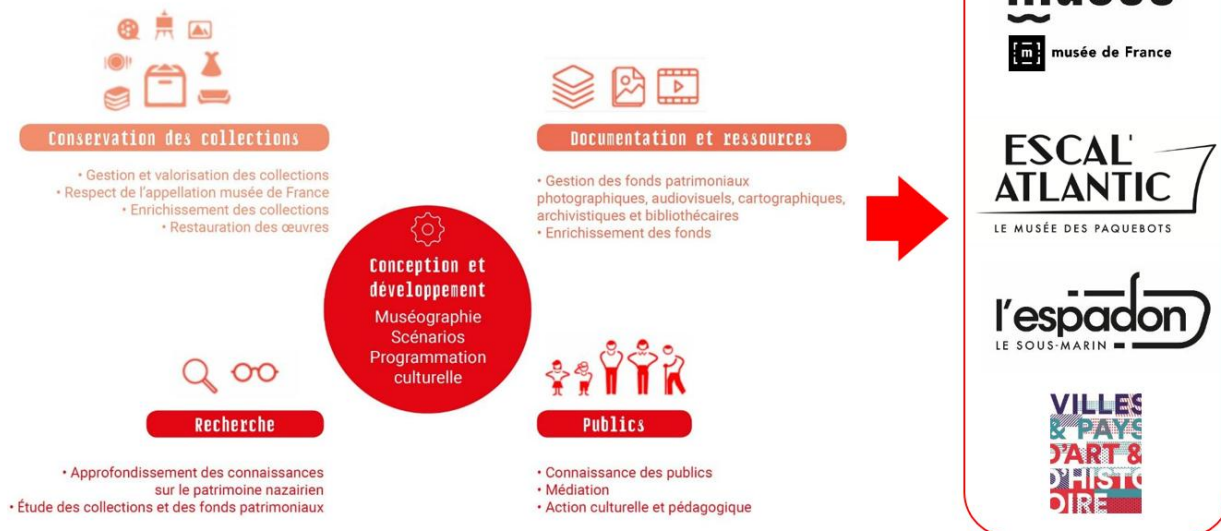 Conservation des collections
• Gestion et valorisation des collections
• Respect de l'appellation musée de France
• Enrichissement des collections
• Restauration des œuvres
Documentation et ressources
• Gestion des fonds patrimoniaux
photographiques, audiovisuels, cartographiques,
archivistiques et bibliothécaires
• Enrichissement des fonds
Conception et
développement
Muséographie
Scénarios
Programmation
culturelle
Recherche
• Approfondissement des connaissances
sur le patrimoine nazairien
• Étude des collections et des fonds patrimoniaux
Publics
• Connaissance des publics
• Médiation
• Action culturelle et pédagogique
m musée de France
ESCAL'
ATLANTIC
LE MUSÉE DES PAQUEBOTS
l'espadon
LE SOUS-MARIN
VILLES
& PAYS
D'ART &
D'HISTO
OIRE